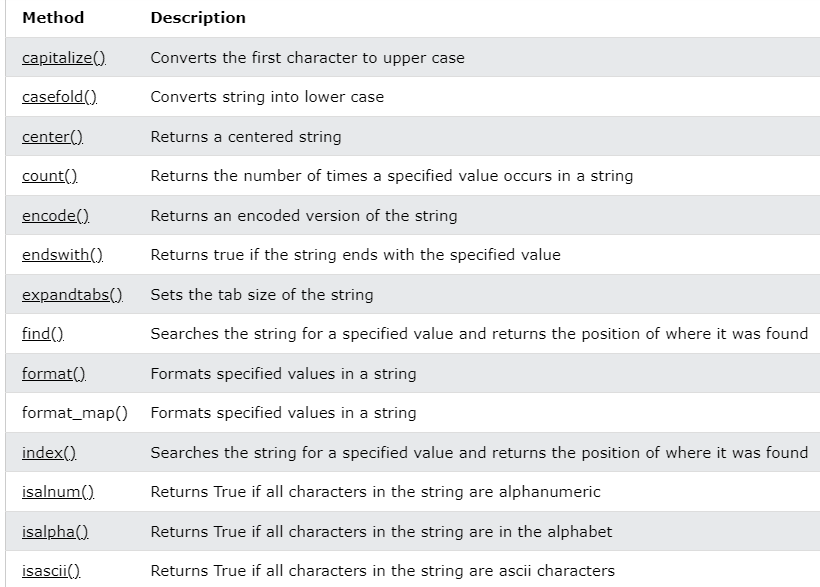 Method Description
capitalize() Converts the first character to upper case
casefold() Converts string into lower case
center() Returns a centered string
count() Returns the number of times a specified value occurs in a string
encode() Returns an encoded version of the string
endswith() Returns true if the string ends with the specified value
expandtabs() Sets the tab size of the string
find() Searches the string for a specified value and returns the position of where it was found
format() Formats specified values in a string
format_map() Formats specified values in a string
index() Searches the string for a specified value and returns the position of where it was found
isalnum() Returns True if all characters in the string are alphanumeric
isalpha() Returns True if all characters in the string are in the alphabet
isascii() Returns True if all characters in the string are ascii characters